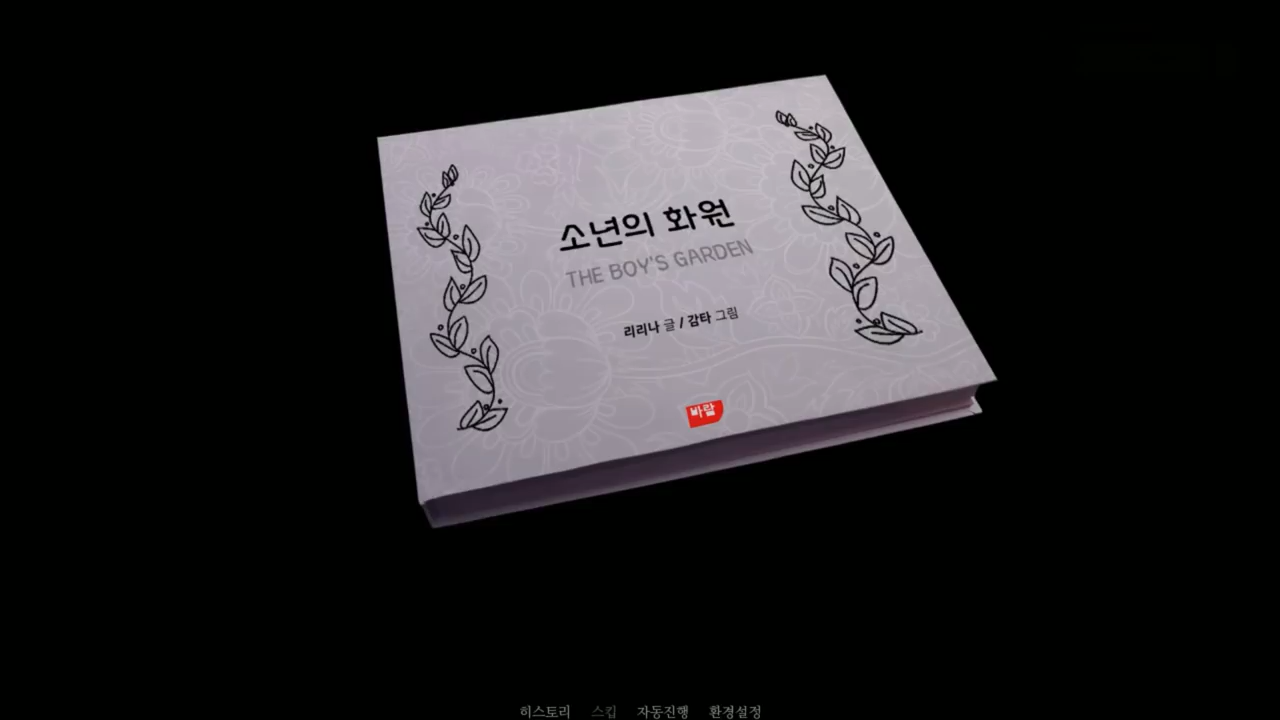 소년의 화원
THE BOY'S GARDEN
리리나 글 / 감타 그림
바람
히스토리 스킵 자동진행 환경설정